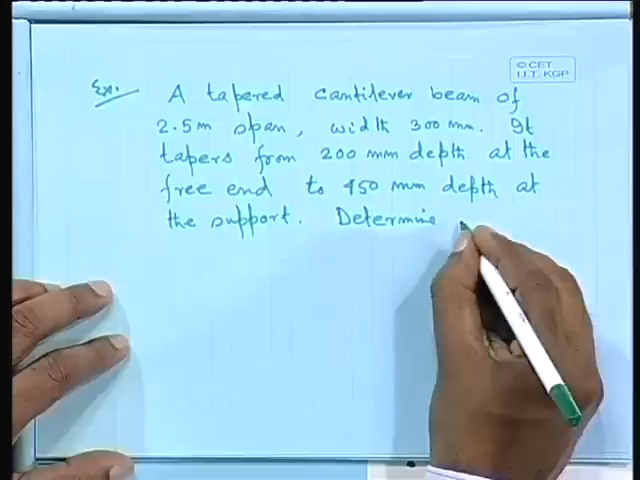 © CET
I.I.T. KGP
Ex. A tapered cantilever beam of
2.5m span, width 300 mm. It
tapers from 200 mm depth at the
free end to 450 mm depth at
the support. Determine